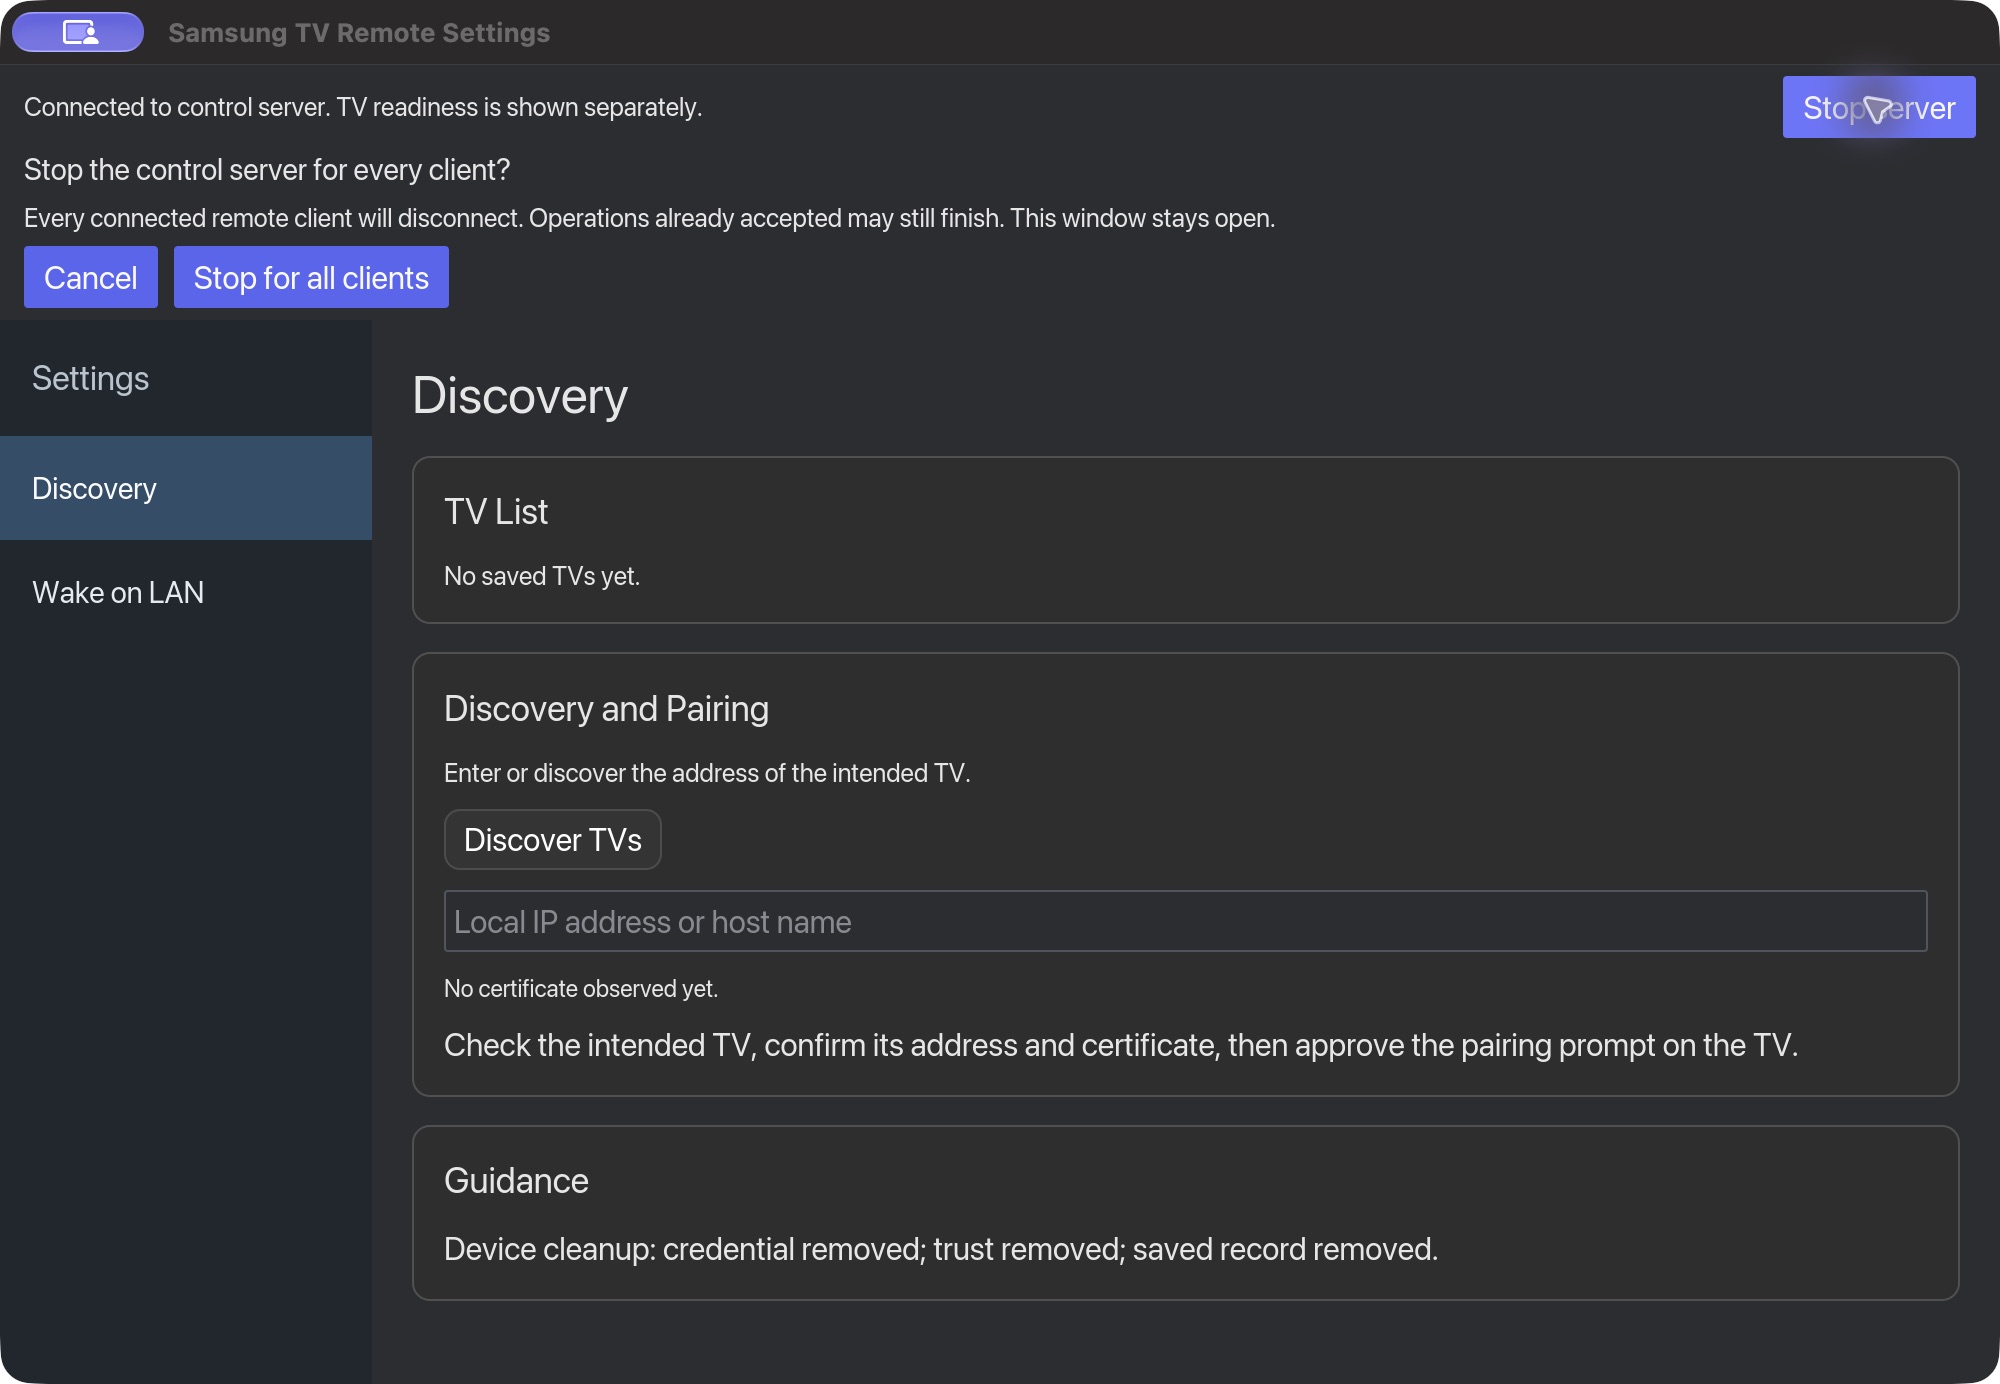 Samsung TV Remote Settings
Connected to control server. TV readiness is shown separately.
Stop Server
Stop the control server for every client?
Every connected remote client will disconnect. Operations already accepted may still finish. This window stays open.
Cancel
Stop for all clients
Settings
Discovery
Wake on LAN
Discovery
TV List
No saved TVs yet.
Discovery and Pairing
Enter or discover the address of the intended TV.
Discover TVs
Local IP address or host name
No certificate observed yet.
Check the intended TV, confirm its address and certificate, then approve the pairing prompt on the TV.
Guidance
Device cleanup: credential removed; trust removed; saved record removed.